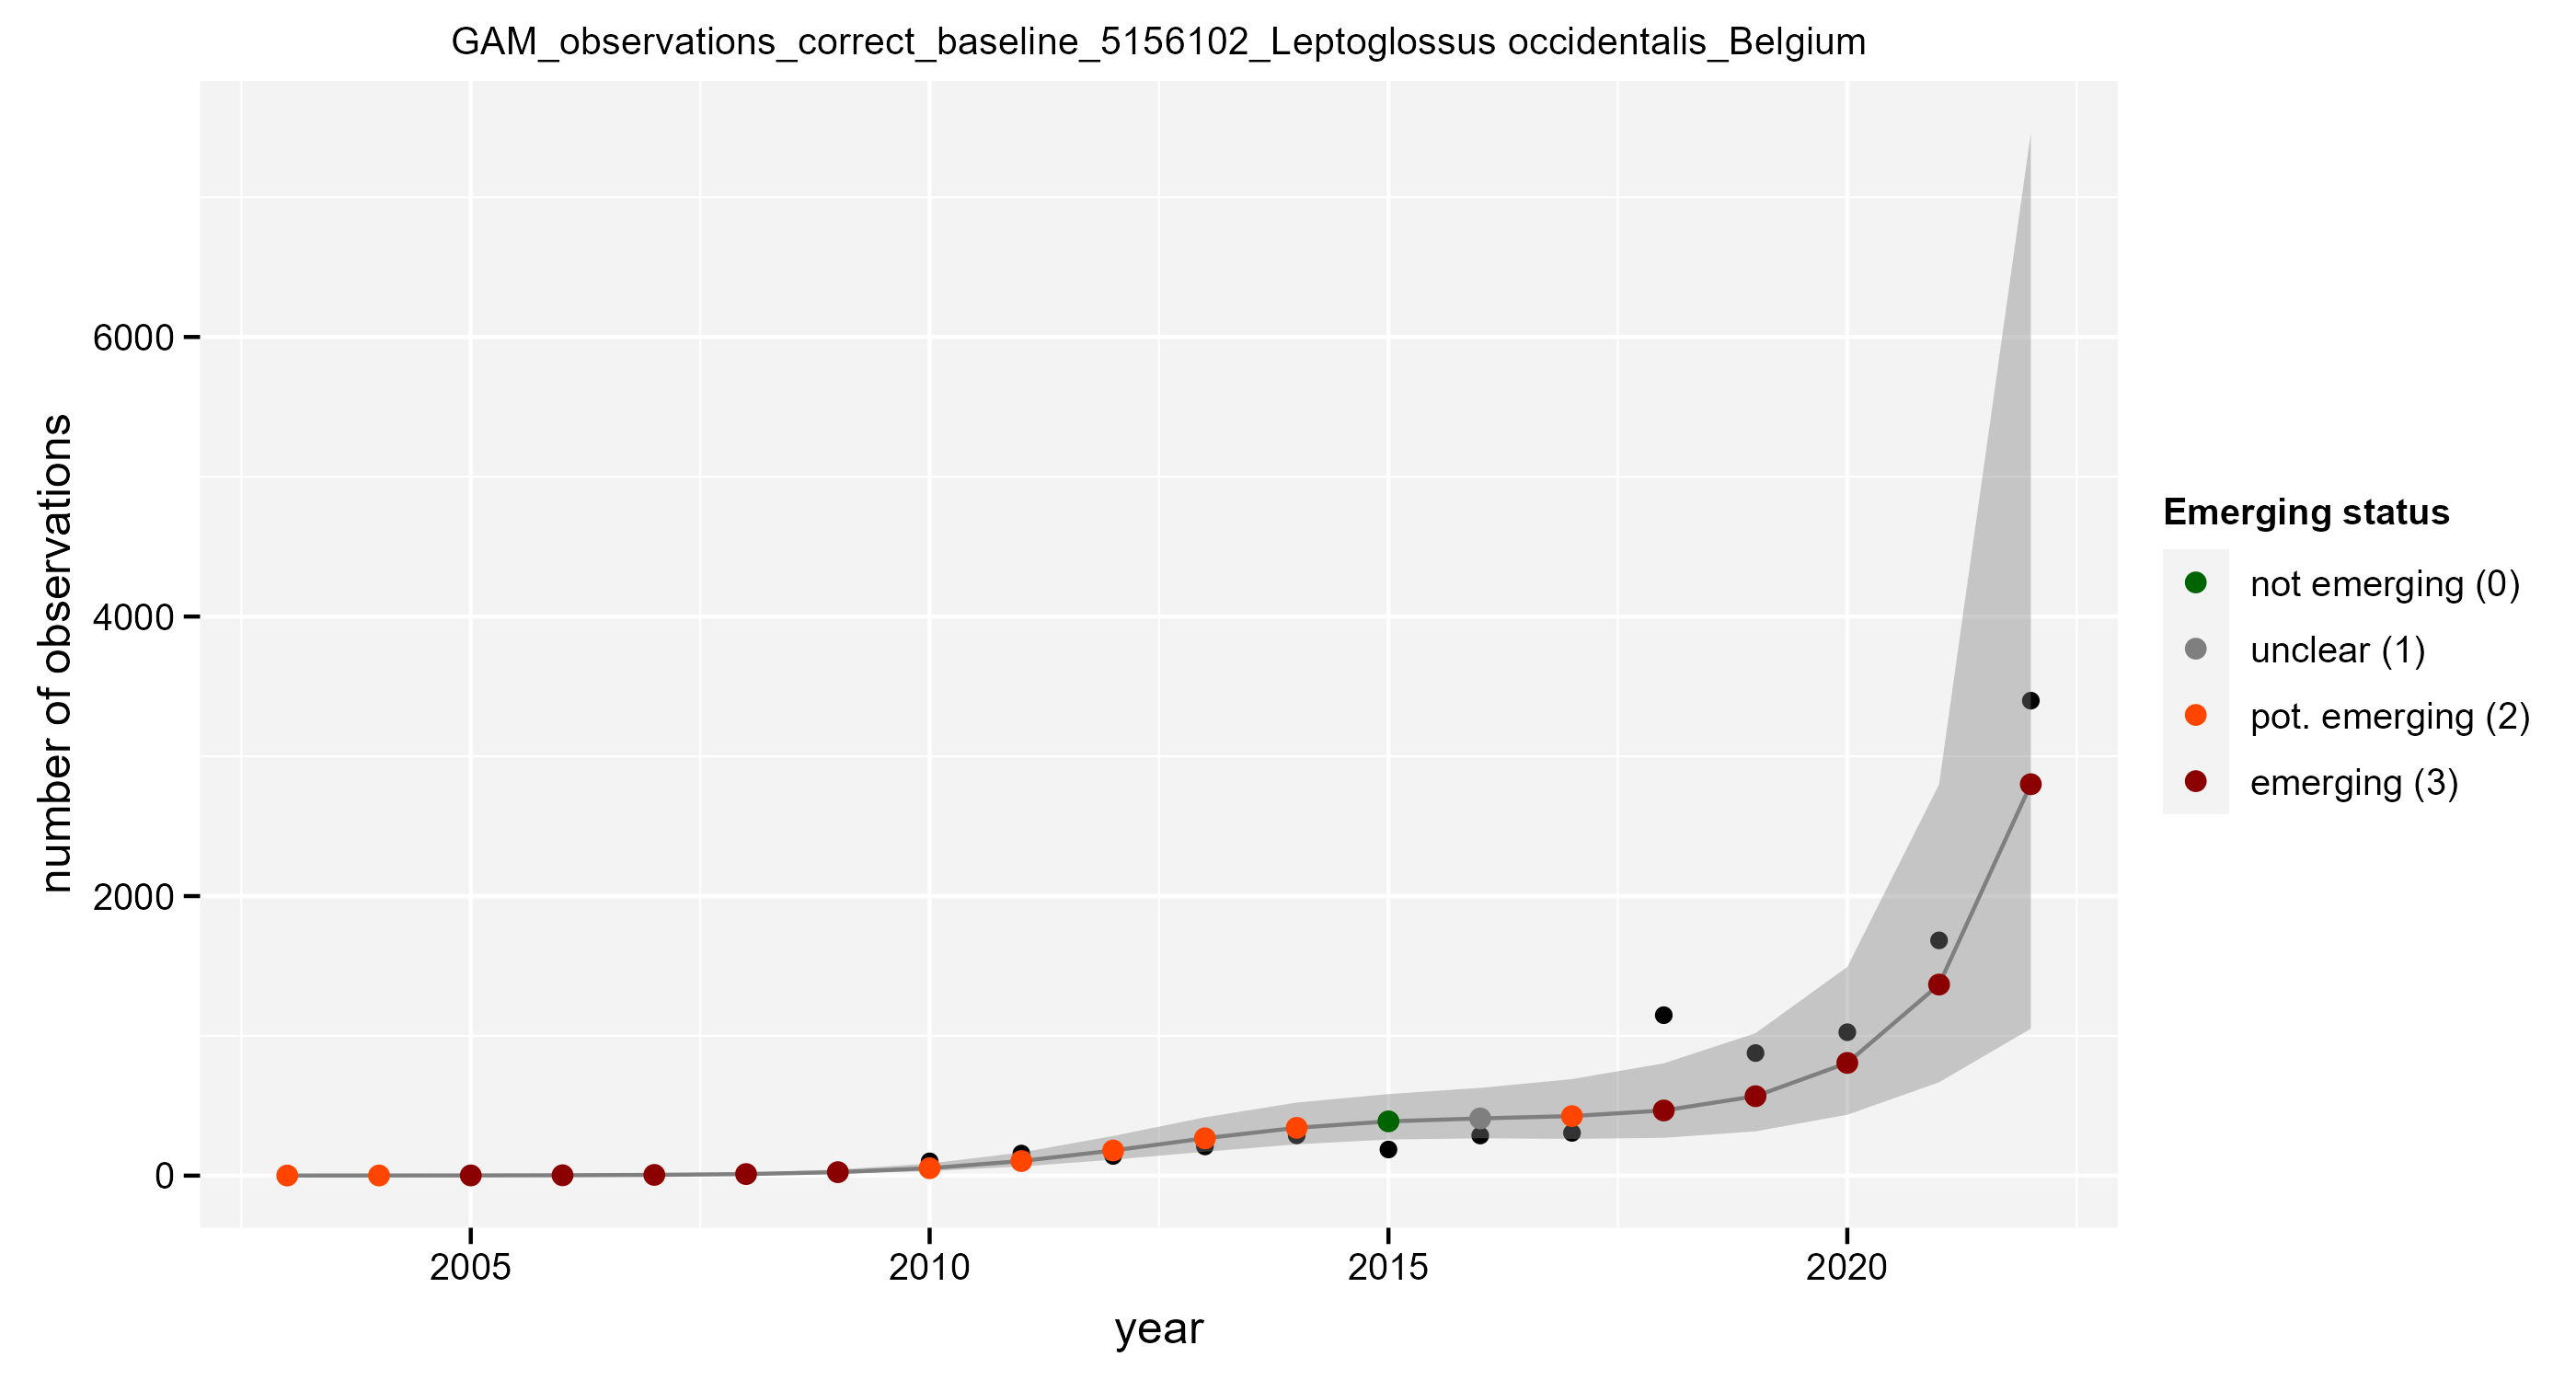 GAM_observations_correct_baseline_5156102_Leptoglossus occidentalis_Belgium
number of observations
6000
4000
2000
0
2005
2010
2015
2020
year
Emerging status
not emerging (0)
unclear (1)
pot. emerging (2)
emerging (3)